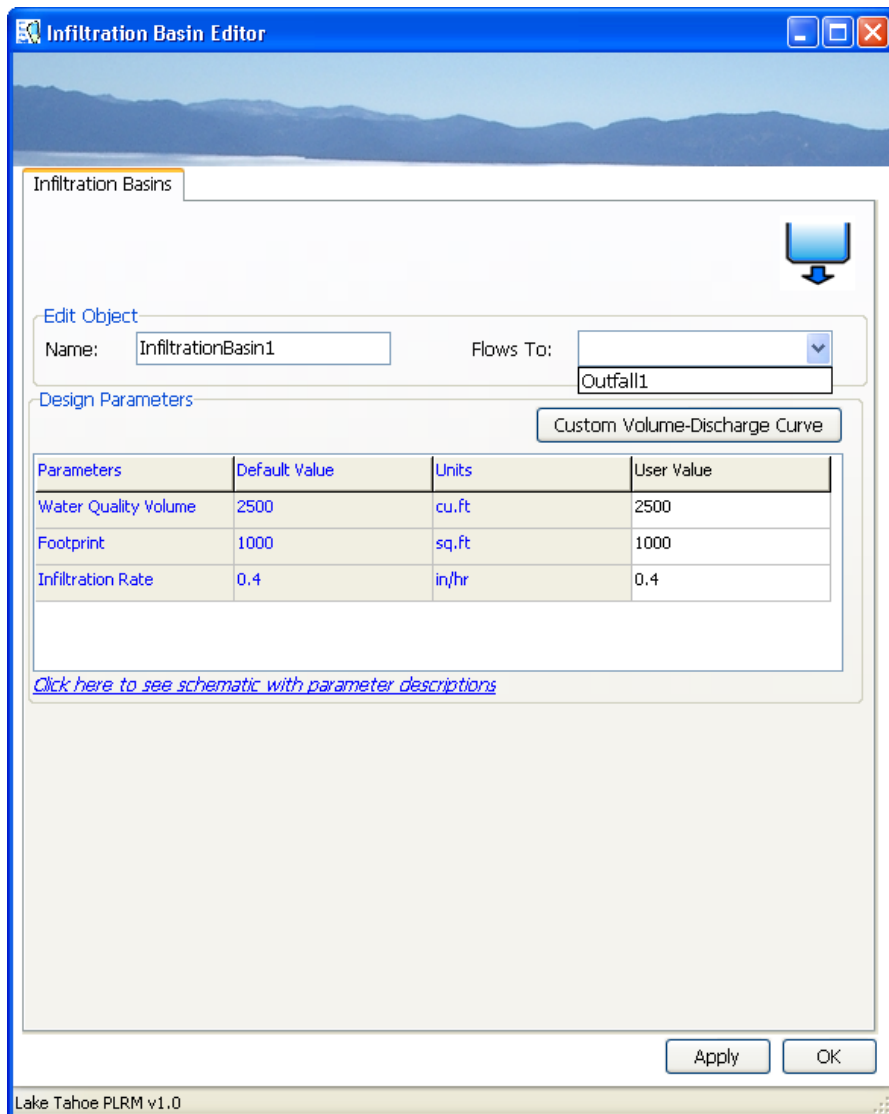 Infiltration Basin Editor
Infiltration Basins
Edit Object
Name: InfiltrationBasin1 Flows To:
Outfall1
Design Parameters
Custom Volume-Discharge Curve
Parameters Default Value Units User Value
Water Quality Volume 2500 cu.ft 2500
Footprint 1000 sq.ft 1000
Infiltration Rate 0.4 in/hr 0.4
Click here to see schematic with parameter descriptions
Apply OK
Lake Tahoe PLRM v1.0